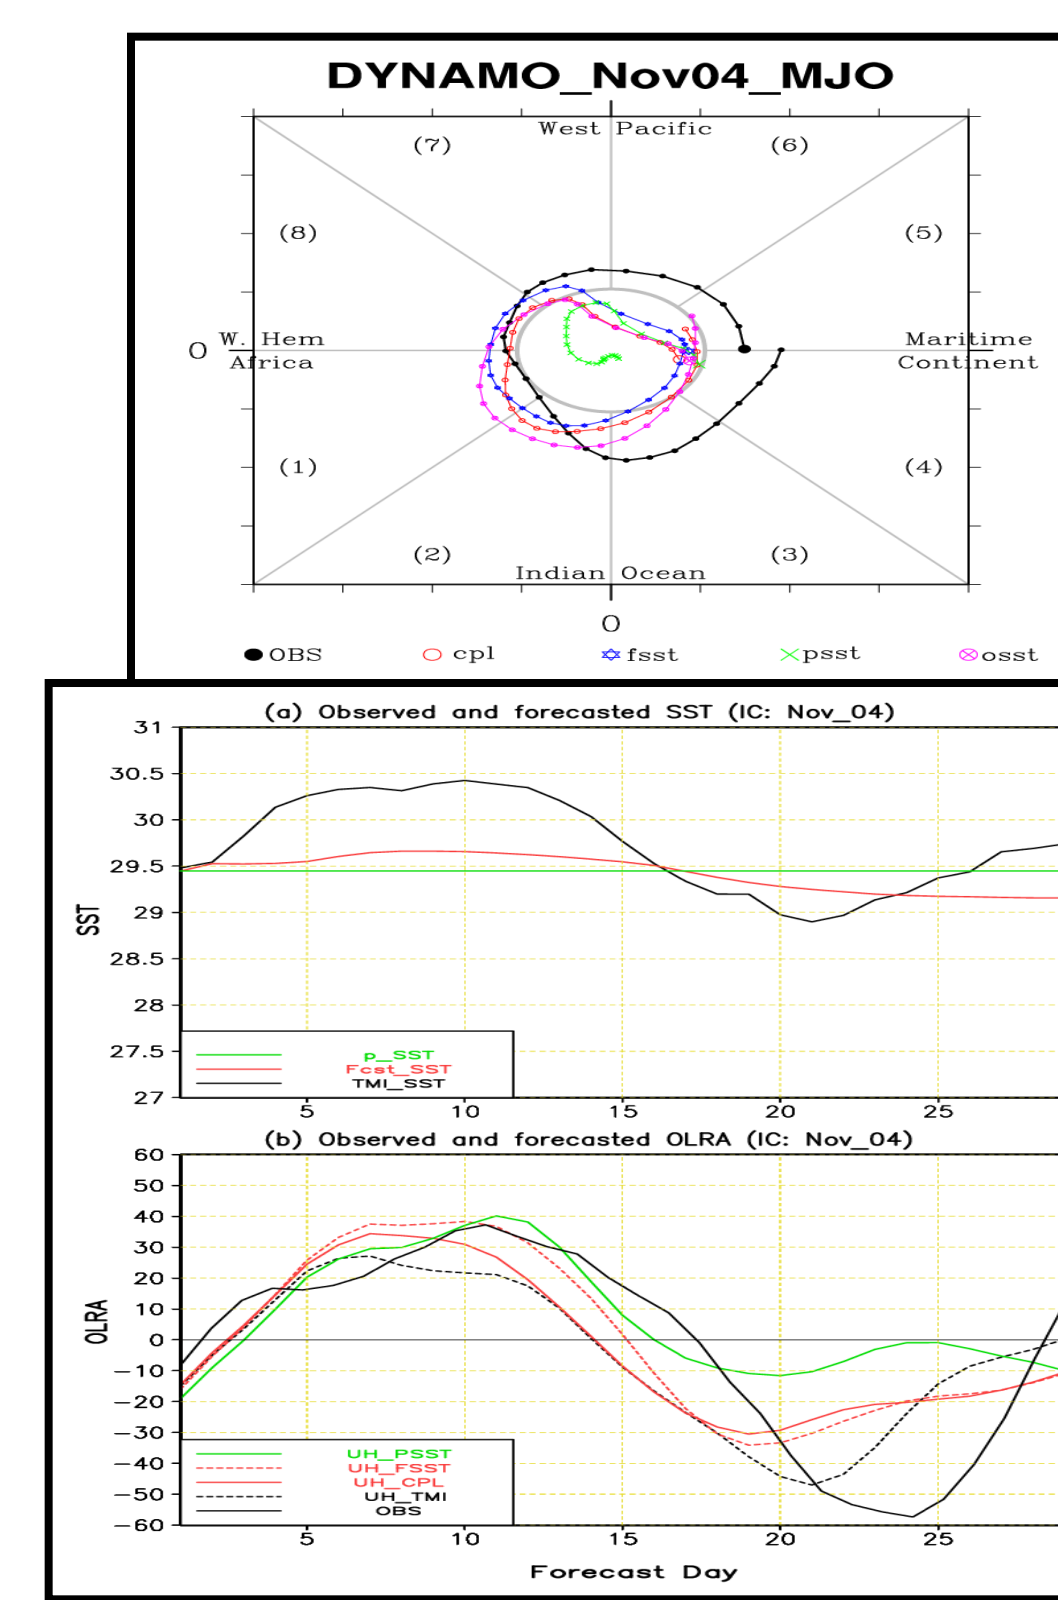 DYNAMO_Nov04_MJO
West Pacific
(7) (6)
(8) (5)
0 W. Hem Maritime
Africa Continent
(1) (4)
(2) (3)
Indian Ocean
0
OBS cpl fsst psst osst
(a) Observed and forecasted SST (IC: Nov_04)
31
30.5
30
29.5
29
28.5
28
27.5
27
SST
p_SST
Fcst_SST
TMI_SST
5 10 15 20 25
(b) Observed and forecasted OLRA (IC: Nov_04)
60
50
40
30
20
10
0
-10
-20
-30
-40
-50
-60
OLRA
UH_PSST
UH_FSST
UH_CPL
UH_TMI
OBS
5 10 15 20 25
Forecast Day